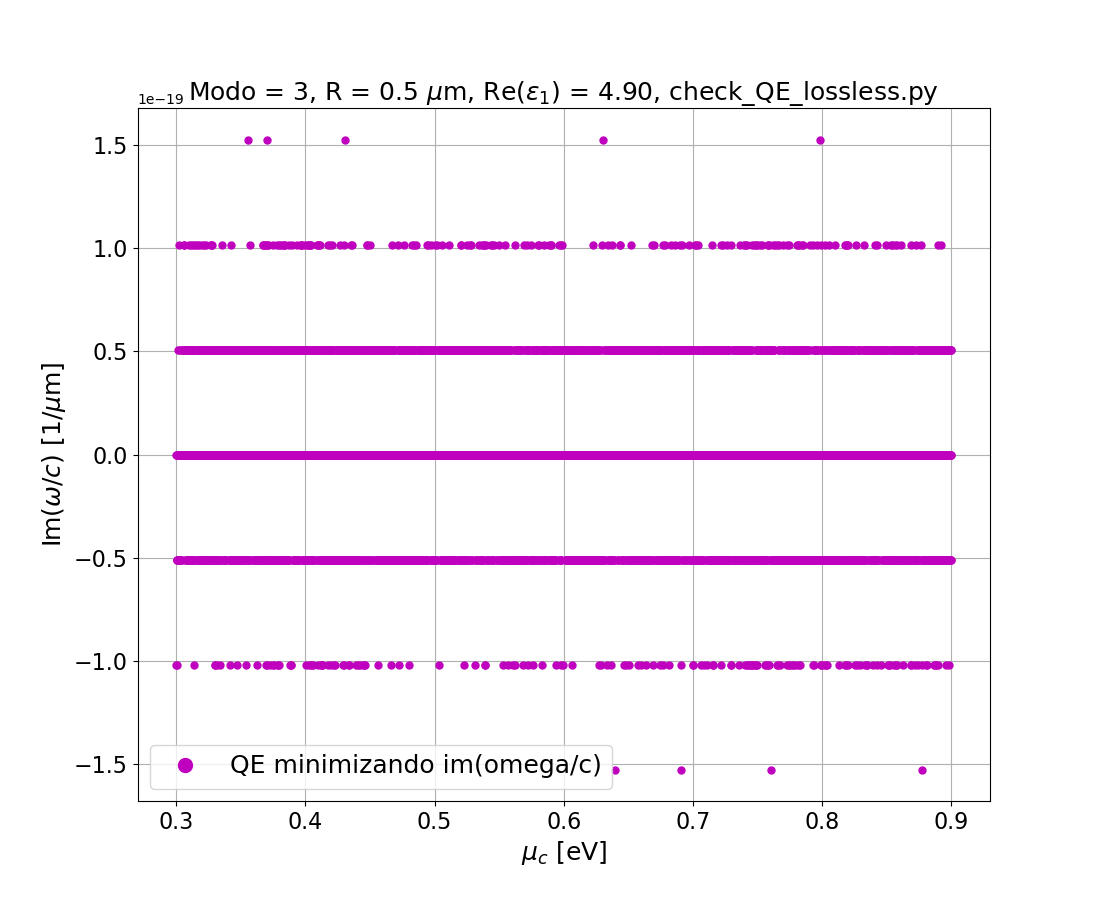 1e−19 Modo = 3, R = 0.5 μm, Re(ε₁) = 4.90, check_QE_lossless.py
1.5
1.0
0.5
0.0
−0.5
−1.0
−1.5
Im(ω/c) [1/μm]
QE minimizando im(omega/c)
0.3 0.4 0.5 0.6 0.7 0.8 0.9
μ_c [eV]